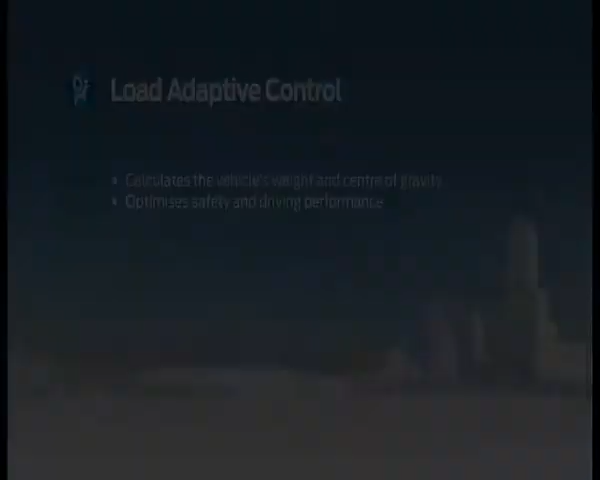 Load Adaptive Control
• Calculates the vehicle's weight and centre of gravity
• Optimises safety and driving performance